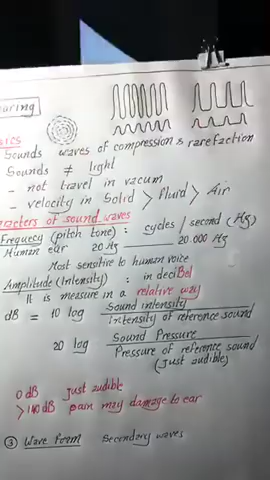 aring
ics
Sounds waves of compression & rarefaction
Sounds ≠ light
- not travel in vacum
- velocity in Solid > fluid > Air
racters of sound waves
Frequecy (pitch tone) : cycles / second (Hz)
Human ear 20 Hz 20.000 Hz
Most sensitive to human voice
Amplitude (Intensity) : in deciBel
It is measure in a relative way
dB = 10 log Sound intensity / Intensity of reference sound
20 log Sound Pressure / Pressure of reference sound
(Just audible)
0 dB Just audible
> 140 dB pain may damage to ear
③ Wave Form Secondary waves